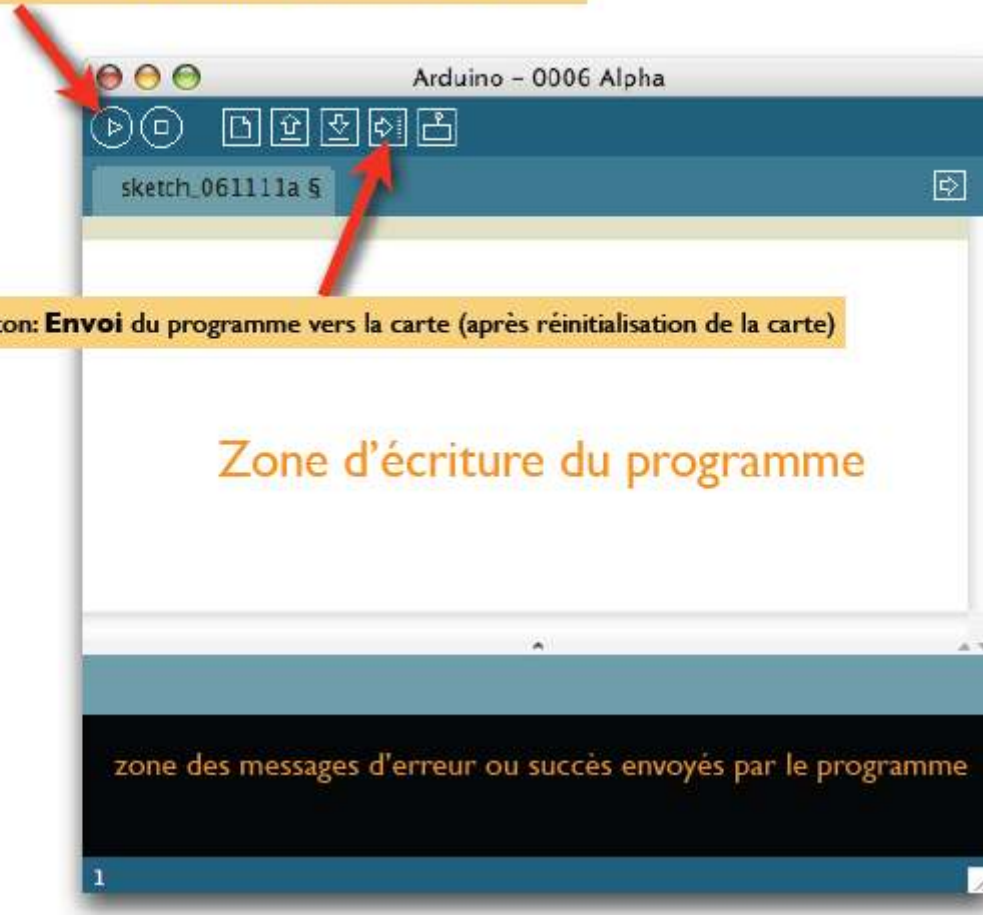 Arduino – 0006 Alpha
sketch_061111a §
Envoi du programme vers la carte (après réinitialisation de la carte)
Zone d'écriture du programme
zone des messages d'erreur ou succès envoyés par le programme
1